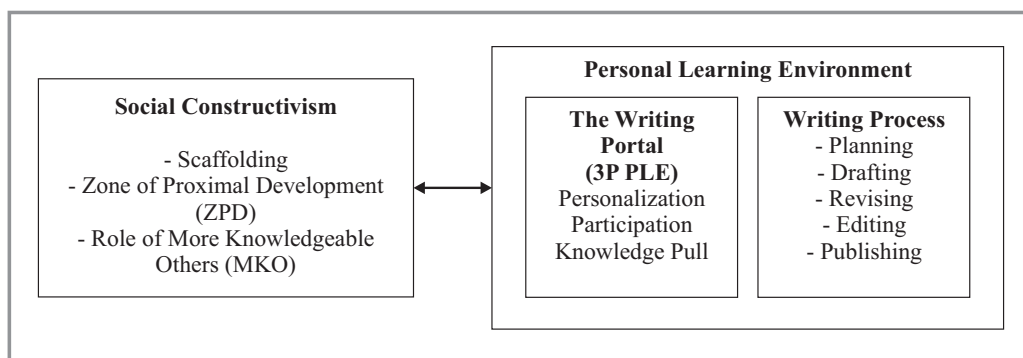 Social Constructivism
- Scaffolding
- Zone of Proximal Development
(ZPD)
- Role of More Knowledgeable
Others (MKO)
Personal Learning Environment
The Writing
Portal
(3P PLE)
Personalization
Participation
Knowledge Pull
Writing Process
- Planning
- Drafting
- Revising
- Editing
- Publishing